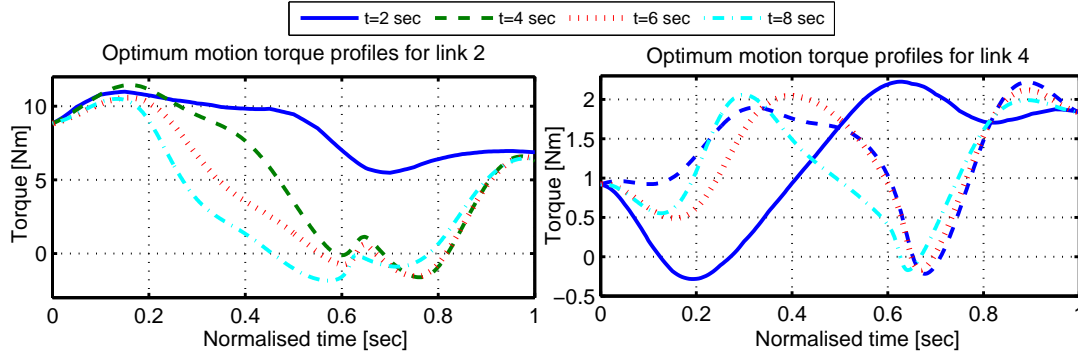 t=2 sec t=4 sec t=6 sec t=8 sec
Optimum motion torque profiles for link 2
Torque [Nm]
10
5
0
0 0.2 0.4 0.6 0.8 1
Normalised time [sec]
Optimum motion torque profiles for link 4
Torque [Nm]
2
1.5
1
0.5
0
−0.5
0 0.2 0.4 0.6 0.8 1
Normalised time [sec]